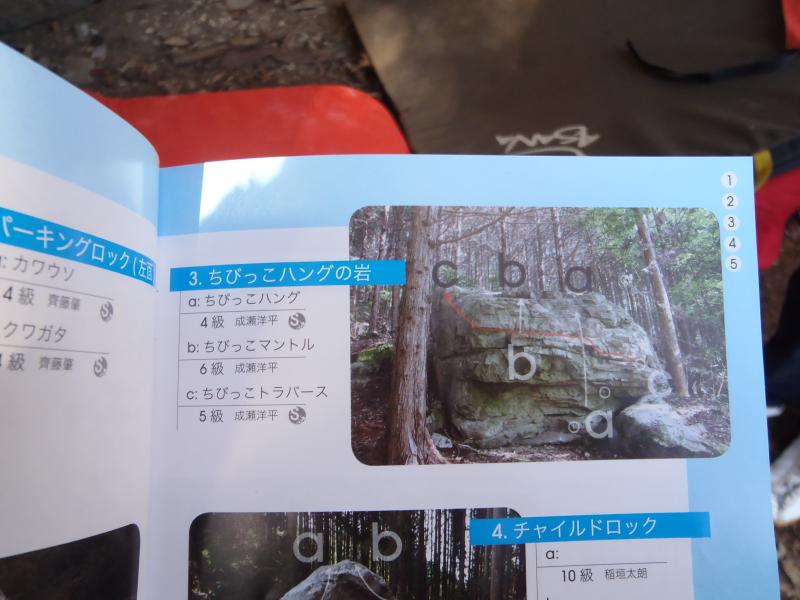 パーキングロック(左面)
a: カワウソ
4級 齊藤肇
クワガタ
4級 齊藤肇
3. ちびっこハングの岩
a: ちびっこハング
4級 成瀬洋平
b: ちびっこマントル
6級 成瀬洋平
c: ちびっこトラバース
5級 成瀬洋平
c b a
b
c
a
1
2
3
4
5
a b
4. チャイルドロック
a:
10級 稲垣太朗